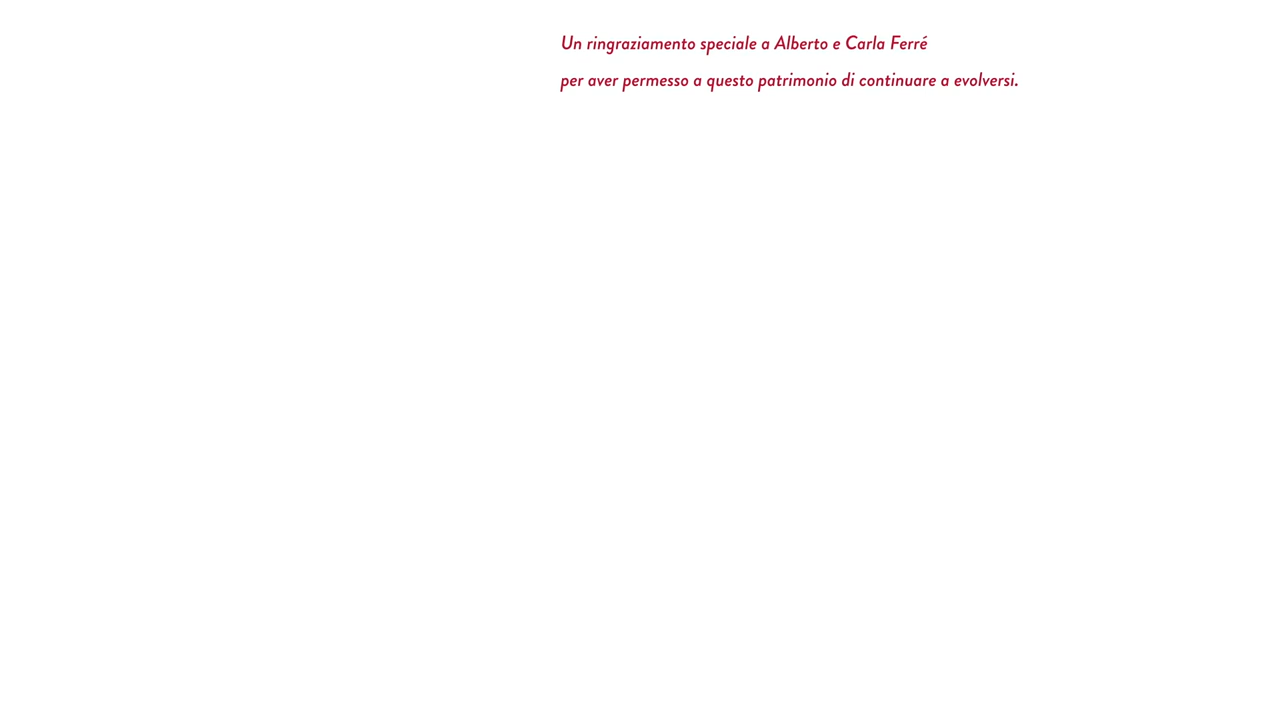 Un ringraziamento speciale a Alberto e Carla Ferré
per aver permesso a questo patrimonio di continuare a evolversi.